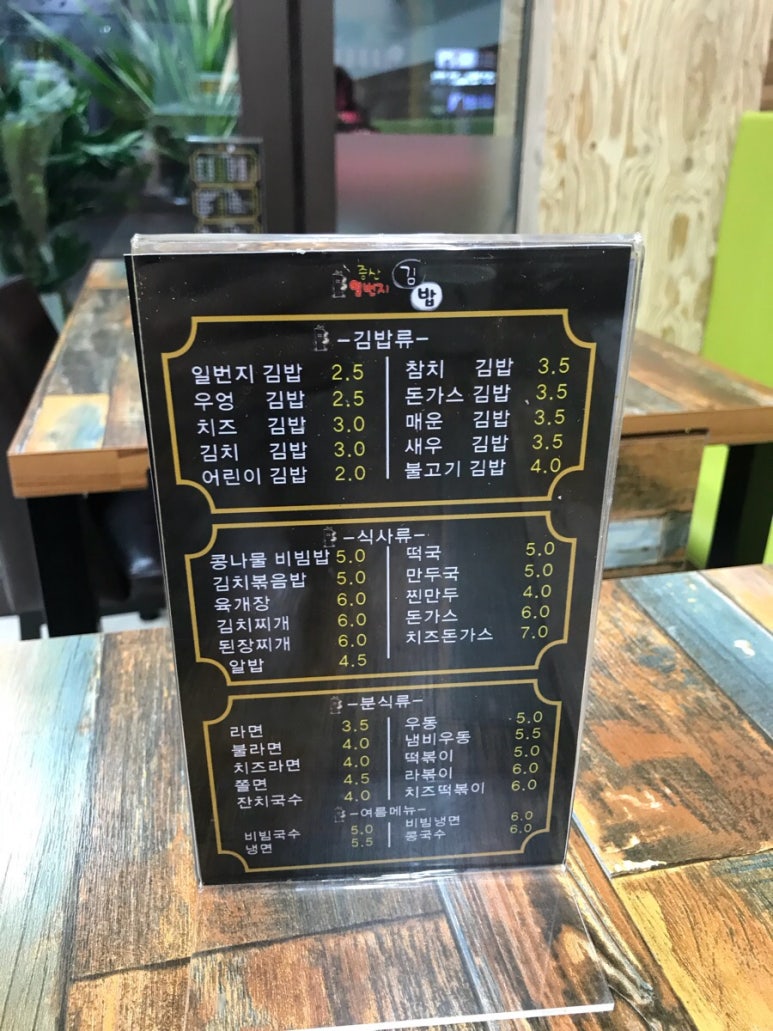 증산
일번지
김
밥
-김밥류-
일번지 김밥 2.5
우엉 김밥 2.5
치즈 김밥 3.0
김치 김밥 3.0
어린이 김밥 2.0
참치 김밥 3.5
돈가스 김밥 3.5
매운 김밥 3.5
새우 김밥 3.5
불고기 김밥 4.0
-식사류-
콩나물 비빔밥 5.0
김치볶음밥 5.0
육개장 6.0
김치찌개 6.0
된장찌개 6.0
알밥 4.5
떡국 5.0
만두국 5.0
찐만두 4.0
돈가스 6.0
치즈돈가스 7.0
-분식류-
라면 3.5
불라면 4.0
치즈라면 4.0
쫄면 4.5
잔치국수 4.0
우동 5.0
냄비우동 5.5
떡볶이 5.0
라볶이 6.0
치즈떡볶이 6.0
-여름메뉴-
비빔국수 5.0
냉면 5.5
비빔냉면 6.0
콩국수 6.0